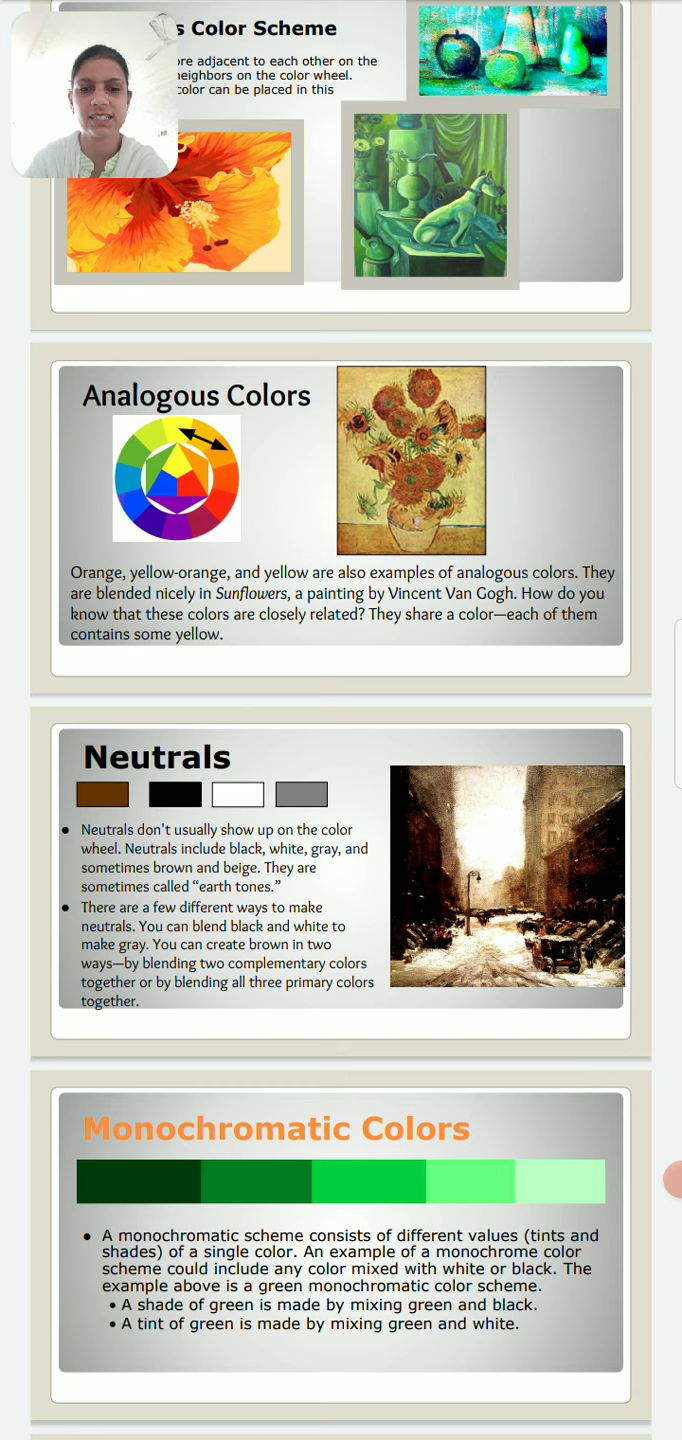 s Color Scheme
ore adjacent to each other on the
neighbors on the color wheel.
color can be placed in this
Analogous Colors
Orange, yellow-orange, and yellow are also examples of analogous colors. They
are blended nicely in Sunflowers, a painting by Vincent Van Gogh. How do you
know that these colors are closely related? They share a color—each of them
contains some yellow.
Neutrals
● Neutrals don't usually show up on the color
wheel. Neutrals include black, white, gray, and
sometimes brown and beige. They are
sometimes called “earth tones.”
● There are a few different ways to make
neutrals. You can blend black and white to
make gray. You can create brown in two
ways—by blending two complementary colors
together or by blending all three primary colors
together.
Monochromatic Colors
● A monochromatic scheme consists of different values (tints and
shades) of a single color. An example of a monochrome color
scheme could include any color mixed with white or black. The
example above is a green monochromatic color scheme.
• A shade of green is made by mixing green and black.
• A tint of green is made by mixing green and white.